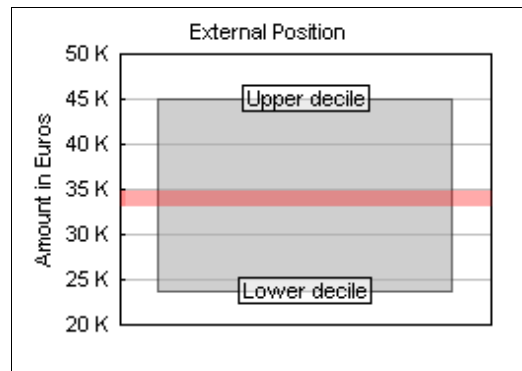 External Position
Amount in Euros
50 K
45 K
40 K
35 K
30 K
25 K
20 K
Upper decile
Lower decile